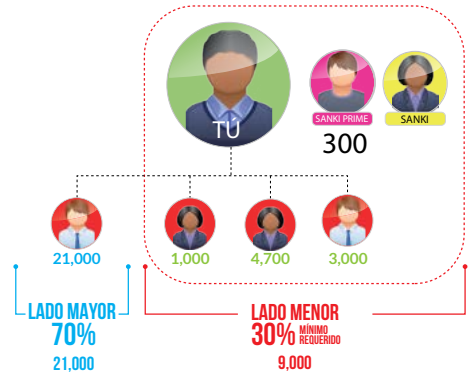 TÚ
SANKI PRIME
SANKI
300
21,000
1,000
4,700
3,000
LADO MAYOR
70%
21,000
LADO MENOR
30% MÍNIMO REQUERIDO
9,000